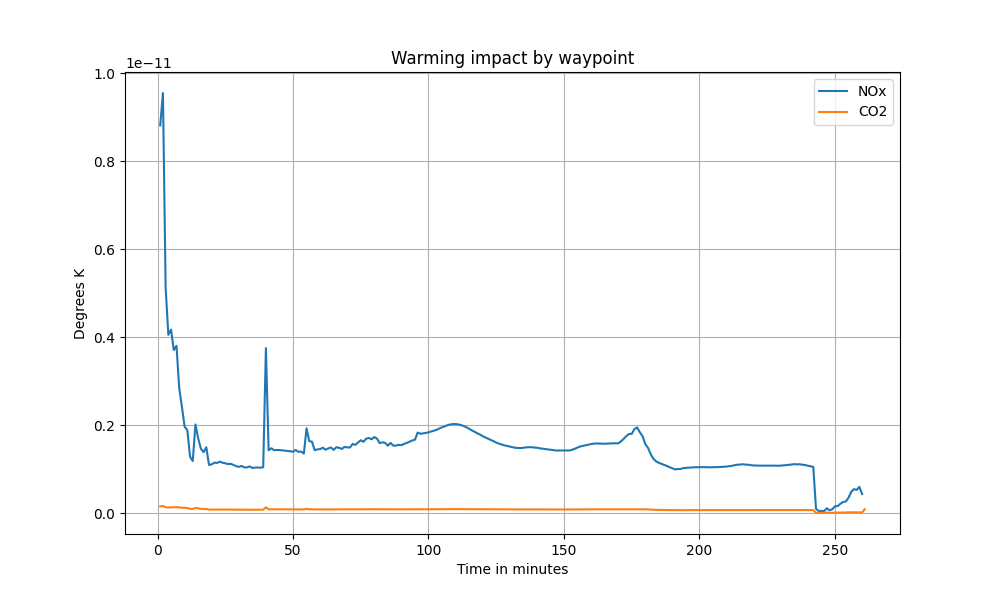 Warming impact by waypoint
1e−11
1.0
0.8
0.6
0.4
0.2
0.0
Degrees K
NOx
CO2
0 50 100 150 200 250
Time in minutes